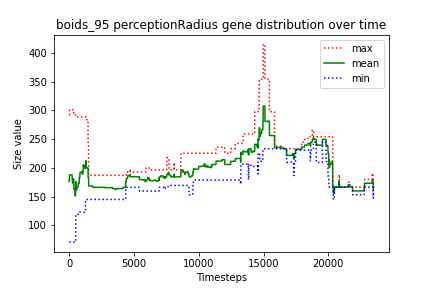 boids_95 perceptionRadius gene distribution over time
max
mean
min
Size value
400
350
300
250
200
150
100
0
5000
10000
15000
20000
Timesteps